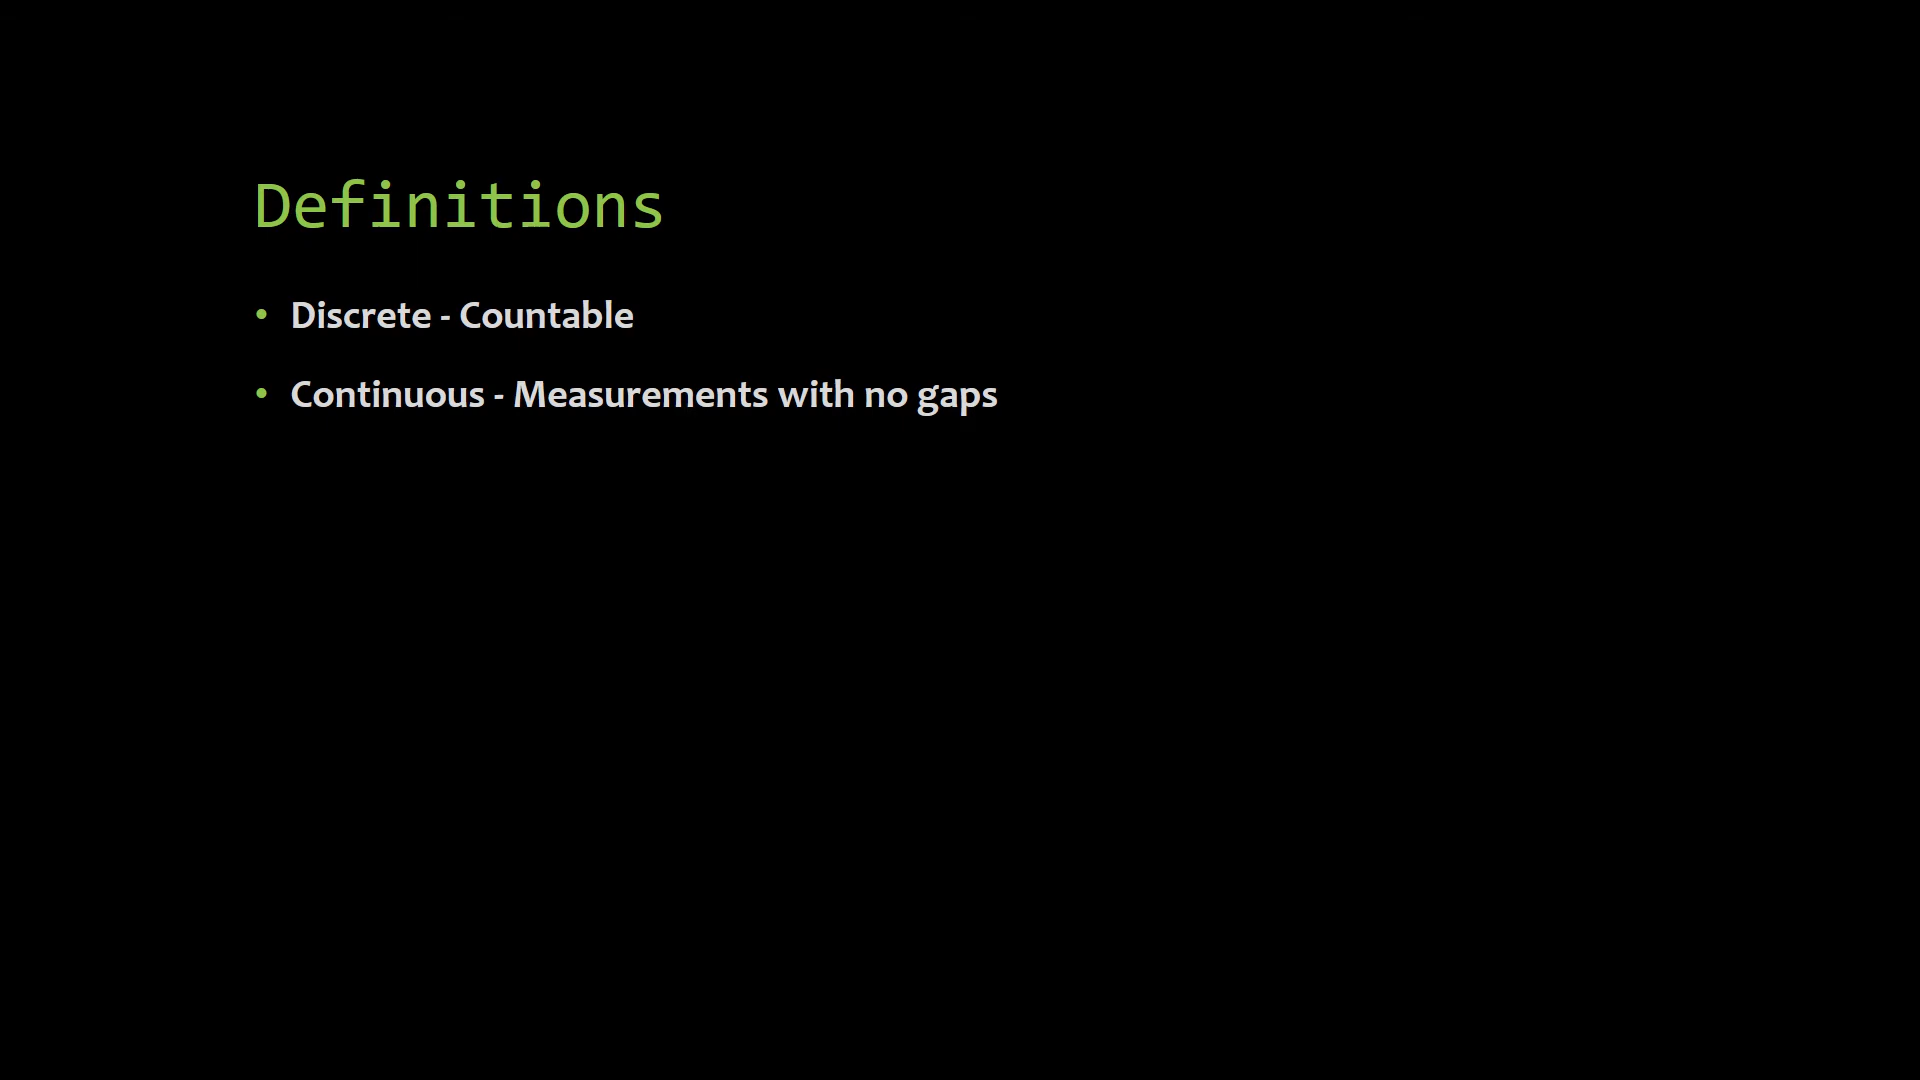 Definitions
• Discrete - Countable
• Continuous - Measurements with no gaps